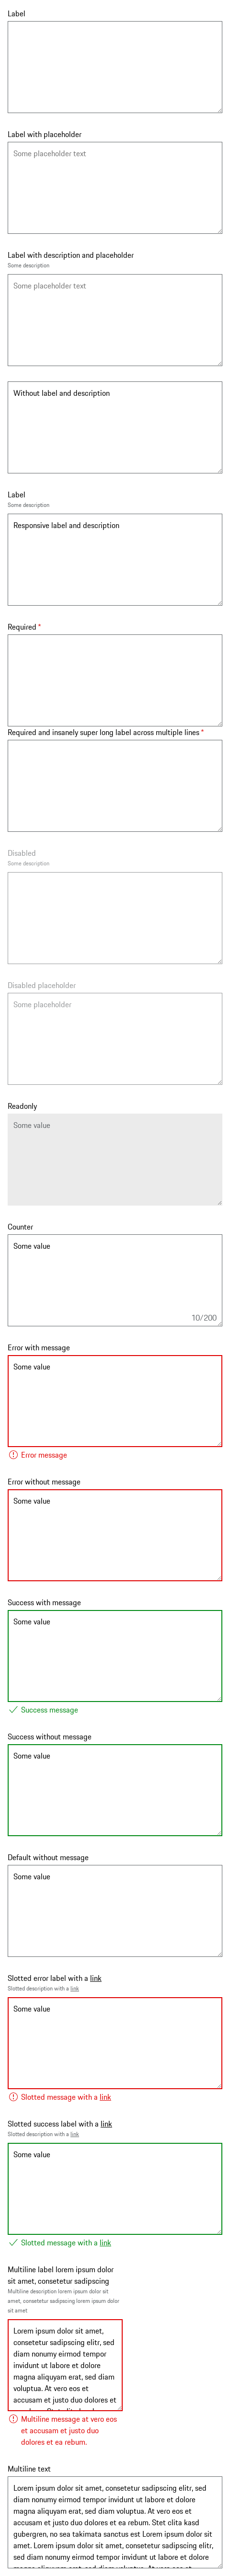 Label
Label with placeholder
Some placeholder text
Label with description and placeholder
Some description
Some placeholder text
Without label and description
Label
Some description
Responsive label and description
Required *
Required and insanely super long label across multiple lines *
Disabled
Some description
Disabled placeholder
Some placeholder
Readonly
Some value
Counter
Some value
10/200
Error with message
Some value
Error message
Error without message
Some value
Success with message
Some value
Success message
Success without message
Some value
Default without message
Some value
Slotted error label with a link
Slotted description with a link
Some value
Slotted message with a link
Slotted success label with a link
Slotted description with a link
Some value
Slotted message with a link
Multiline label lorem ipsum dolor
sit amet, consetetur sadipscing
Multiline description lorem ipsum dolor sit
amet, consetetur sadipscing lorem ipsum dolor
sit amet
Lorem ipsum dolor sit amet,
consetetur sadipscing elitr, sed
diam nonumy eirmod tempor
invidunt ut labore et dolore
magna aliquyam erat, sed diam
voluptua. At vero eos et
accusam et justo duo dolores et
Multiline message at vero eos
et accusam et justo duo
dolores et ea rebum.
Multiline text
Lorem ipsum dolor sit amet, consetetur sadipscing elitr, sed
diam nonumy eirmod tempor invidunt ut labore et dolore
magna aliquyam erat, sed diam voluptua. At vero eos et
accusam et justo duo dolores et ea rebum. Stet clita kasd
gubergren, no sea takimata sanctus est Lorem ipsum dolor sit
amet. Lorem ipsum dolor sit amet, consetetur sadipscing elitr,
sed diam nonumy eirmod tempor invidunt ut labore et dolore